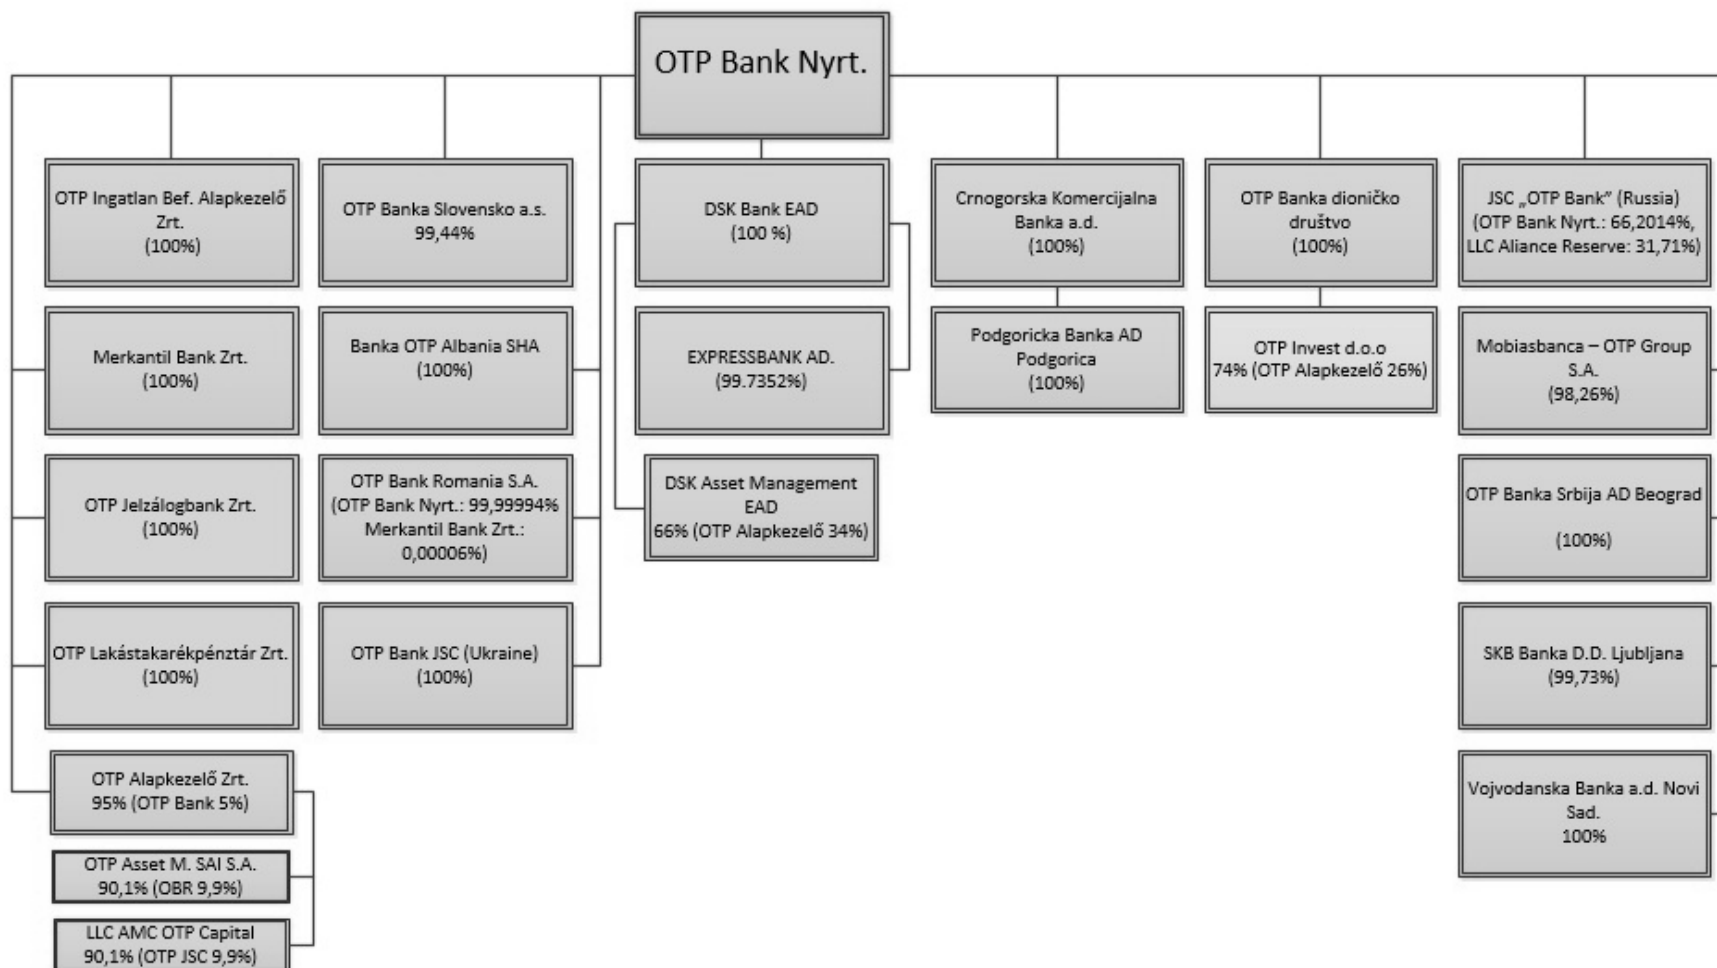 OTP Bank Nyrt.
OTP Ingatlan Bef. Alapkezelő
Zrt.
(100%)
OTP Banka Slovensko a.s.
99,44%
DSK Bank EAD
(100 %)
Crnogorska Komercijalna
Banka a.d.
(100%)
OTP Banka dioničko
društvo
(100%)
JSC „OTP Bank” (Russia)
(OTP Bank Nyrt.: 66,2014%,
LLC Aliance Reserve: 31,71%)
Merkantil Bank Zrt.
(100%)
Banka OTP Albania SHA
(100%)
EXPRESSBANK AD.
(99.7352%)
Podgoricka Banka AD
Podgorica
(100%)
OTP Invest d.o.o
74% (OTP Alapkezelő 26%)
Mobiasbanca – OTP Group
S.A.
(98,26%)
OTP Jelzálogbank Zrt.
(100%)
OTP Bank Romania S.A.
(OTP Bank Nyrt.: 99,99994%
Merkantil Bank Zrt.:
0,00006%)
DSK Asset Management
EAD
66% (OTP Alapkezelő 34%)
OTP Banka Srbija AD Beograd
(100%)
OTP Lakástakarékpénztár Zrt.
(100%)
OTP Bank JSC (Ukraine)
(100%)
SKB Banka D.D. Ljubljana
(99,73%)
OTP Alapkezelő Zrt.
95% (OTP Bank 5%)
Vojvodanska Banka a.d. Novi
Sad.
100%
OTP Asset M. SAI S.A.
90,1% (OBR 9,9%)
LLC AMC OTP Capital
90,1% (OTP JSC 9,9%)